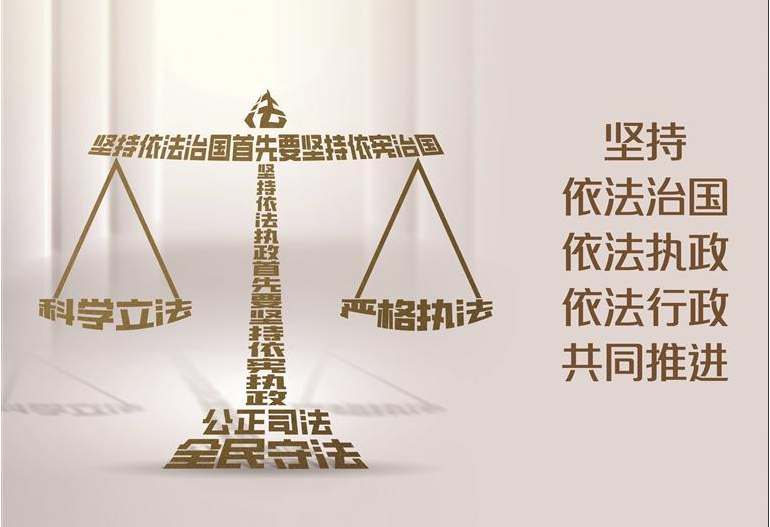 法
坚持依法治国首先要坚持依宪治国
坚持依法执政首先要坚持依宪执政
科学立法
严格执法
公正司法
全民守法
坚持
依法治国
依法执政
依法行政
共同推进